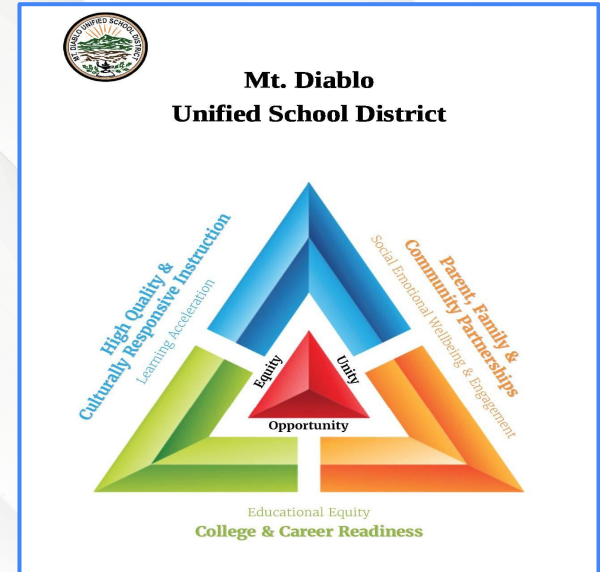 MT DIABLO UNIFIED SCHOOL DISTRICT
Mt. Diablo
Unified School District
High Quality &
Culturally Responsive Instruction
Learning Acceleration
Parent, Family &
Community Partnerships
Social Emotional Wellbeing & Engagement
Equity
Unity
Opportunity
Educational Equity
College & Career Readiness